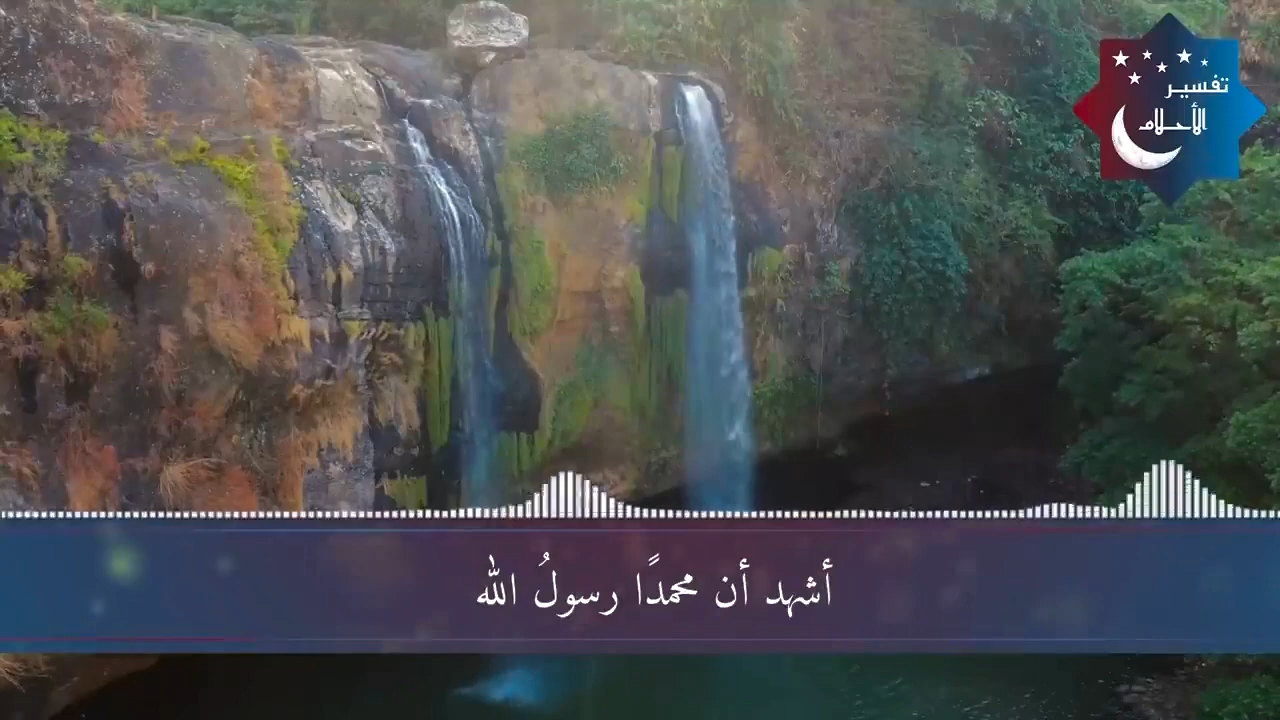 تفسير
الأحلام
أشهد أن محمدًا رسولُ الله